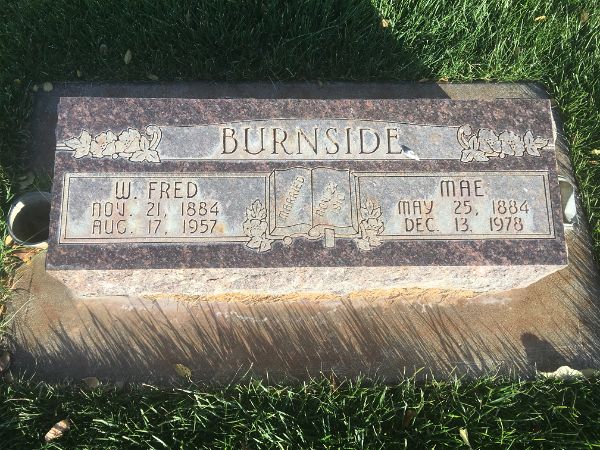 BURNSIDE
W. FRED
NOV. 21, 1884
AUG. 17, 1957
MARRIED
MAE
MAY 25, 1884
DEC. 13, 1978